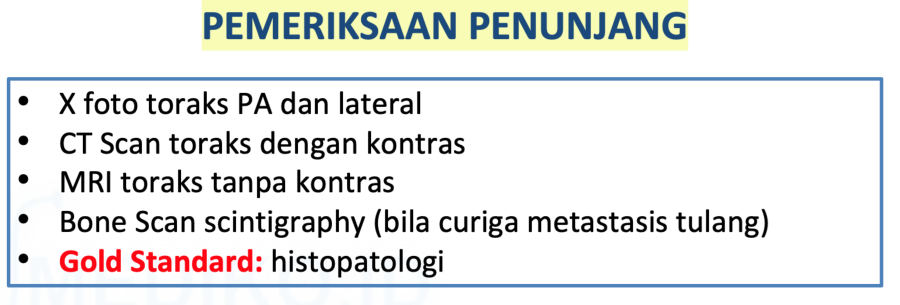 PEMERIKSAAN PENUNJANG
• X foto toraks PA dan lateral
• CT Scan toraks dengan kontras
• MRI toraks tanpa kontras
• Bone Scan scintigraphy (bila curiga metastasis tulang)
• Gold Standard: histopatologi